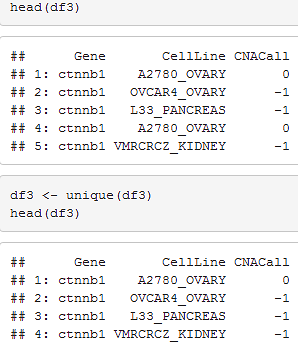 head(df3)
##      Gene        CellLine CNACall
## 1: ctnnb1     A2780_OVARY       0
## 2: ctnnb1    OVCAR4_OVARY      -1
## 3: ctnnb1    L33_PANCREAS      -1
## 4: ctnnb1     A2780_OVARY       0
## 5: ctnnb1 VMRCRCZ_KIDNEY      -1
df3 <- unique(df3)
head(df3)
##      Gene        CellLine CNACall
## 1: ctnnb1     A2780_OVARY       0
## 2: ctnnb1    OVCAR4_OVARY      -1
## 3: ctnnb1    L33_PANCREAS      -1
## 4: ctnnb1 VMRCRCZ_KIDNEY      -1